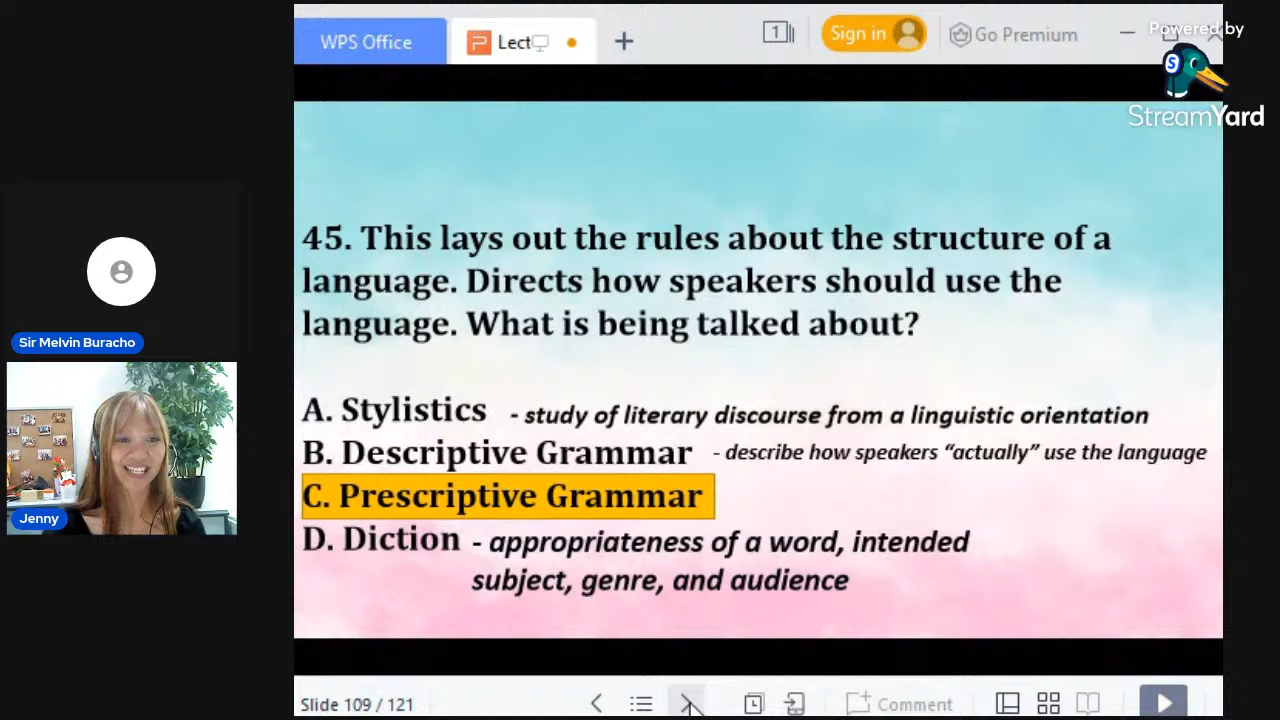 WPS Office
Lect
1
Sign in
Go Premium
Powered by
S
StreamYard
45. This lays out the rules about the structure of a
language. Directs how speakers should use the
language. What is being talked about?
A. Stylistics - study of literary discourse from a linguistic orientation
B. Descriptive Grammar - describe how speakers “actually” use the language
C. Prescriptive Grammar
D. Diction - appropriateness of a word, intended
subject, genre, and audience
Sir Melvin Buracho
Jenny
Slide 109 / 121
Comment